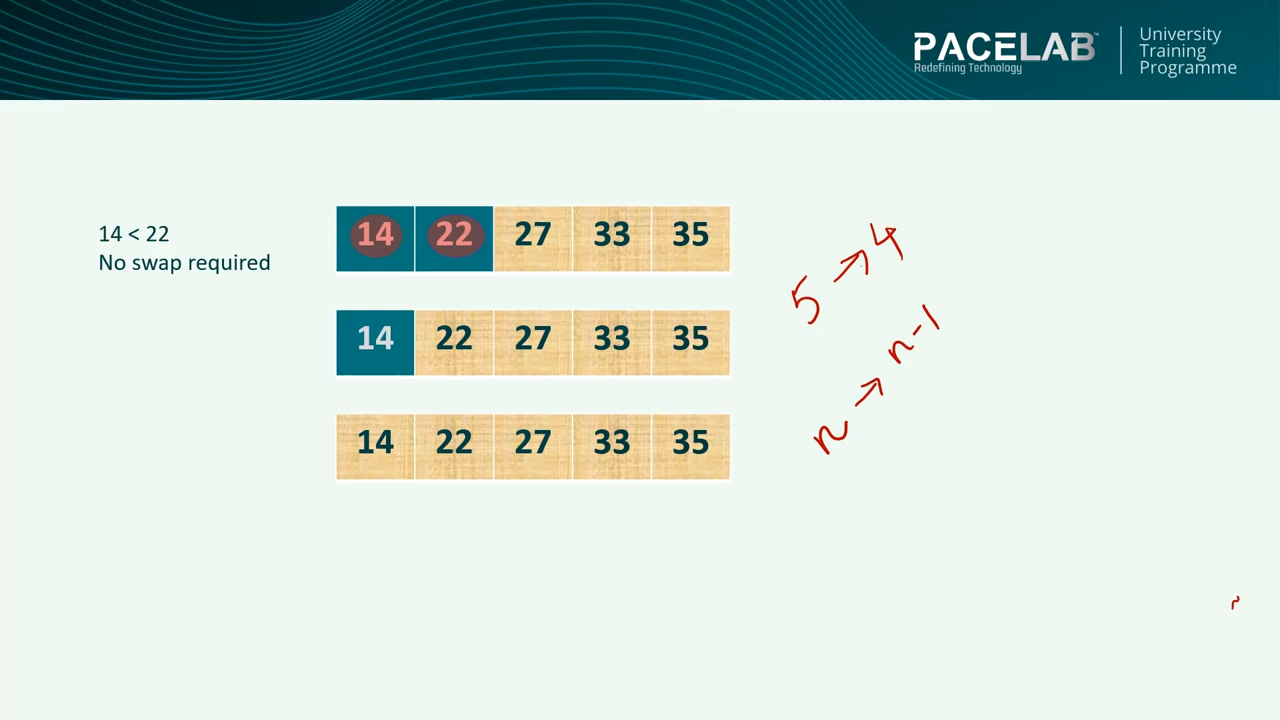 PACELAB™
Redefining Technology
University
Training
Programme
14 < 22
No swap required
14 22 27 33 35
14 22 27 33 35
14 22 27 33 35
5 → 4
n → n-1